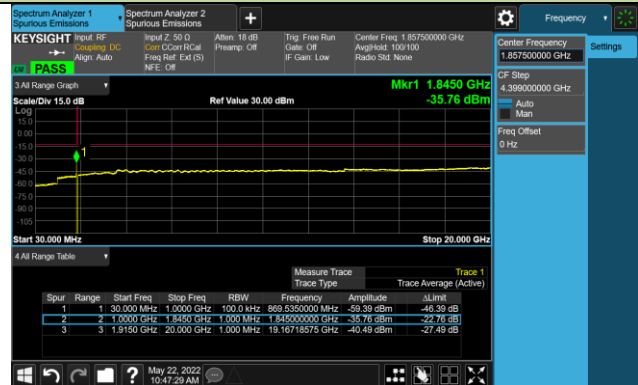 Spectrum Analyzer 1
Spurious Emissions
Spectrum Analyzer 2
Spurious Emissions
+
Frequency
KEYSIGHT
Input: RF
Coupling: DC
Align: Auto
Input Z: 50 Ω
Corr CCorr RCal
Freq Ref: Ext (S)
NFE: Off
Atten: 18 dB
Preamp: Off
Trig: Free Run
Gate: Off
IF Gain: Low
Center Freq: 1.857500000 GHz
Avg|Hold: 100/100
Radio Std: None
PASS
Center Frequency
1.857500000 GHz
Settings
CF Step
4.399000000 GHz
Auto
Man
Freq Offset
0 Hz
3 All Range Graph
Mkr1 1.8450 GHz
Scale/Div 15.0 dB
Ref Value 30.00 dBm
-35.76 dBm
Log
15.0
0.00
-15.0
-30.0
-45.0
-60.0
-75.0
-90.0
-105
1
Start 30.000 MHz
Stop 20.000 GHz
4 All Range Table
Measure Trace Trace 1
Trace Type Trace Average (Active)
Spur Range Start Freq Stop Freq RBW Frequency Amplitude ΔLimit
1 1 30.000 MHz 1.0000 GHz 100.0 kHz 869.5350000 MHz -59.39 dBm -46.39 dB
2 2 1.0000 GHz 1.8450 GHz 1.000 MHz 1.845000000 GHz -35.76 dBm -22.76 dB
3 3 1.9150 GHz 20.000 GHz 1.000 MHz 19.16718575 GHz -40.49 dBm -27.49 dB
?
May 22, 2022
10:47:29 AM